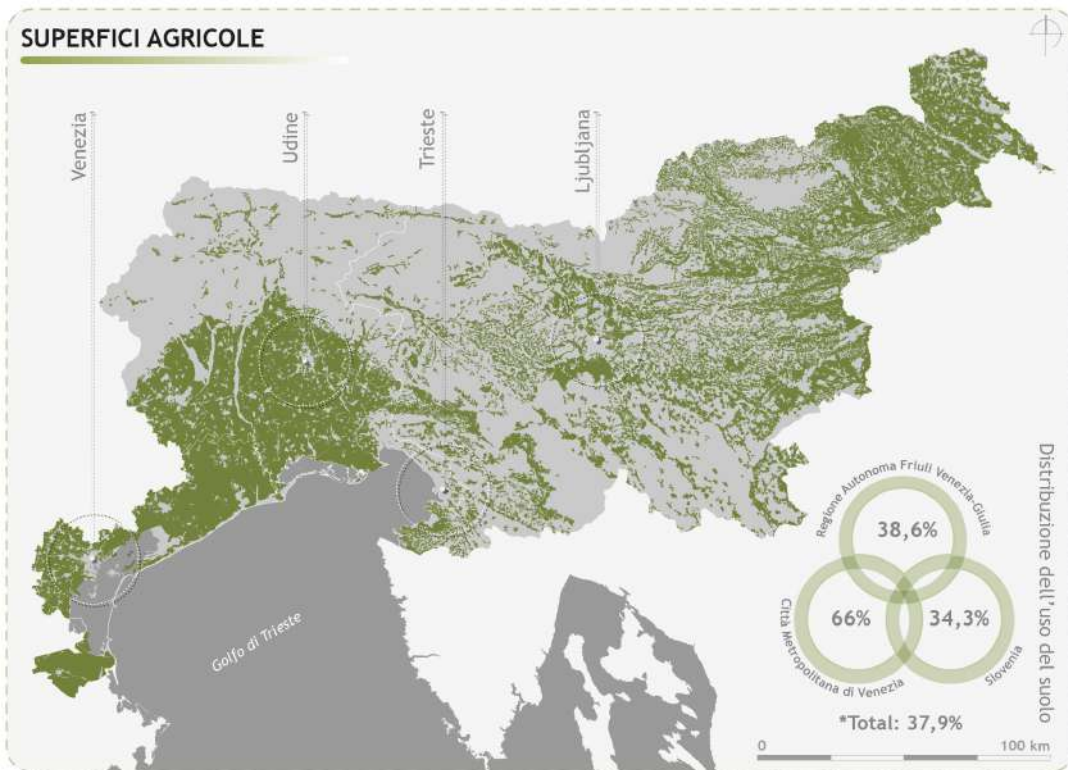 SUPERFICI AGRICOLE
Venezia
Udine
Trieste
Ljubljana
Golfo di Trieste
Distribuzione dell'uso del suolo
Regione Autonoma Friuli Venezia-Giulia
38,6%
66%
34,3%
Città Metropolitana di Venezia
Slovenia
*Total: 37,9%
0
100 km